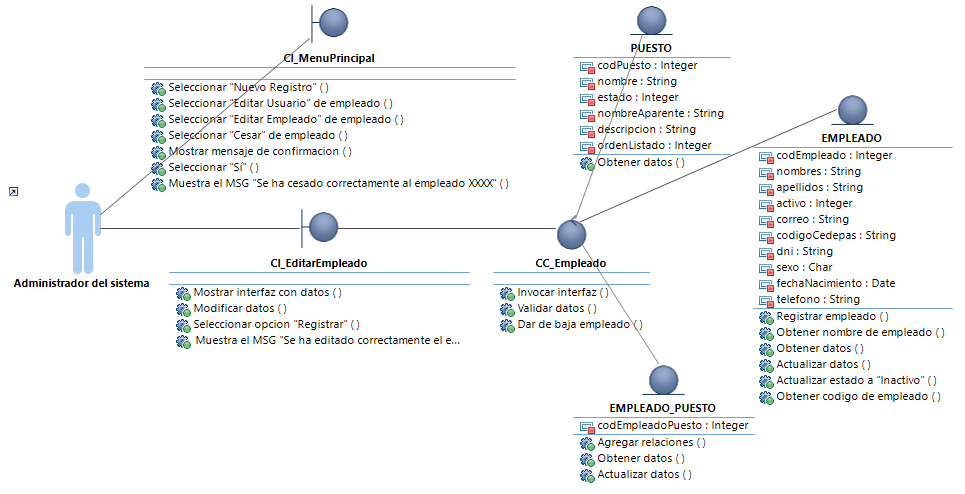 CI_MenuPrincipal
Seleccionar "Nuevo Registro" ( )
Seleccionar "Editar Usuario" de empleado ( )
Seleccionar "Editar Empleado" de empleado ( )
Seleccionar "Cesar" de empleado ( )
Mostrar mensaje de confirmacion ( )
Seleccionar "Sí" ( )
Muestra el MSG "Se ha cesado correctamente al empleado XXXX" ( )
PUESTO
codPuesto : Integer
nombre : String
estado : Integer
nombreAparente : String
descripcion : String
ordenListado : Integer
Obtener datos ( )
EMPLEADO
codEmpleado : Integer
nombres : String
apellidos : String
activo : Integer
correo : String
codigoCedepas : String
dni : String
sexo : Char
fechaNacimiento : Date
telefono : String
Registrar empleado ( )
Obtener nombre de empleado ( )
Obtener datos ( )
Actualizar datos ( )
Actualizar estado a "Inactivo" ( )
Obtener codigo de empleado ( )
Administrador del sistema
CI_EditarEmpleado
Mostrar interfaz con datos ( )
Modificar datos ( )
Seleccionar opcion "Registrar" ( )
Muestra el MSG "Se ha editado correctamente el e...
CC_Empleado
Invocar interfaz ( )
Validar datos ( )
Dar de baja empleado ( )
EMPLEADO_PUESTO
codEmpleadoPuesto : Integer
Agregar relaciones ( )
Obtener datos ( )
Actualizar datos ( )